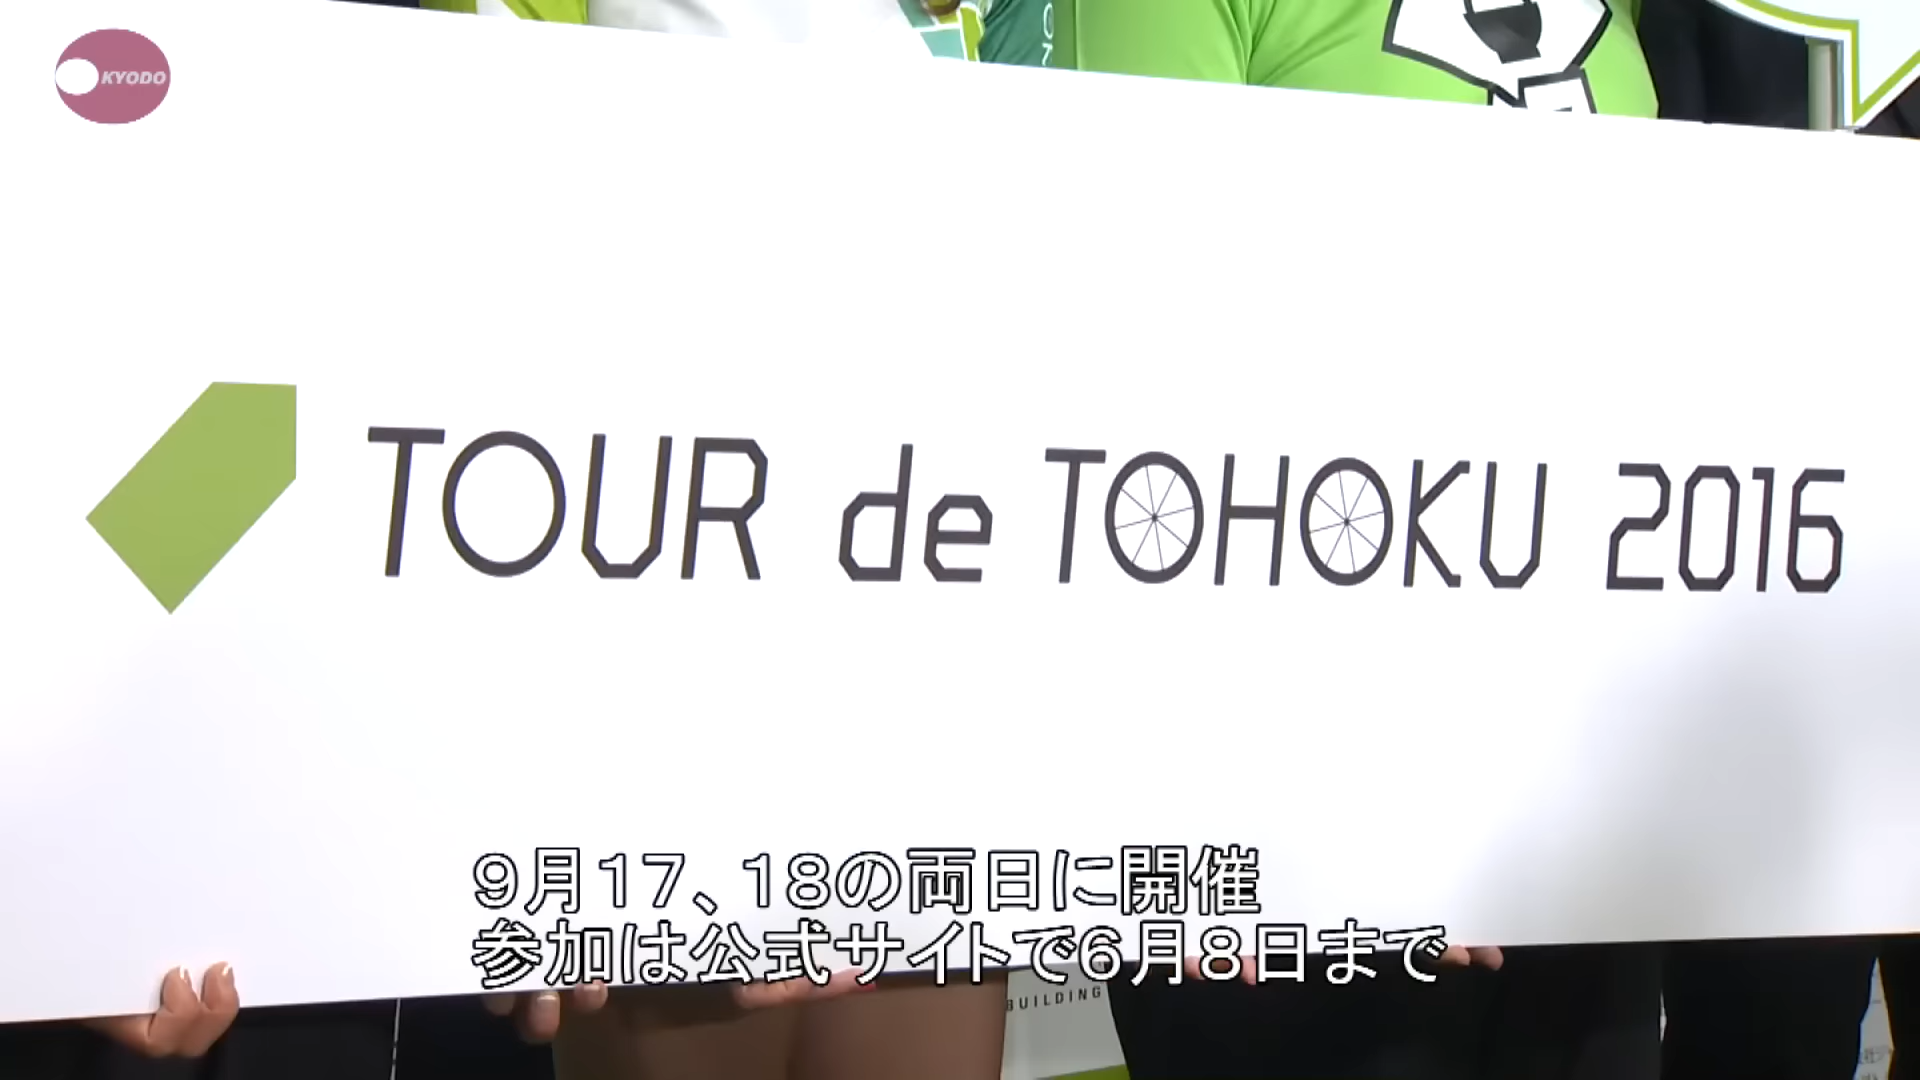 KYODO
TOUR de TOHOKU 2016
9月17、18の両日に開催
参加は公式サイトで6月8日まで
BUILDING